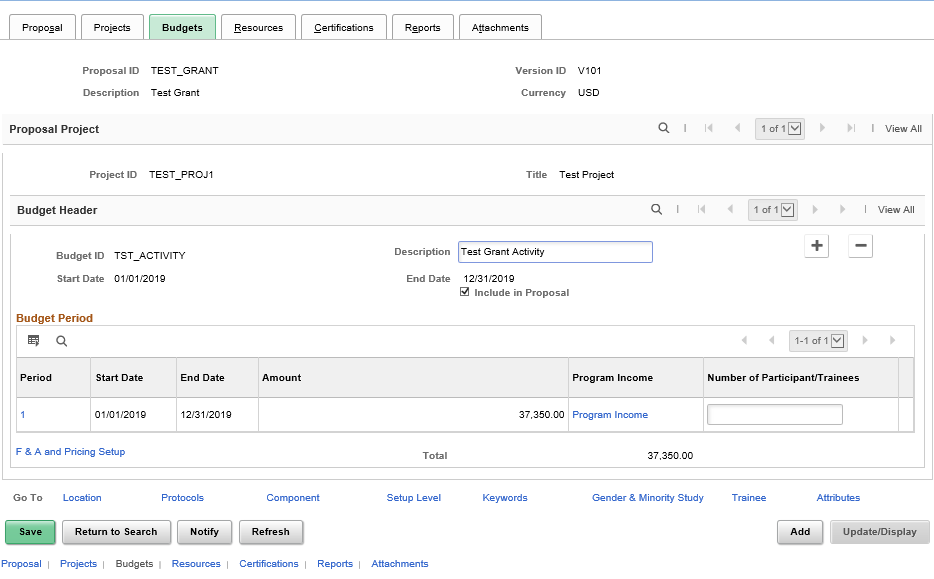 Proposal Projects Budgets Resources Certifications Reports Attachments
Proposal ID TEST_GRANT Version ID V101
Description Test Grant Currency USD
Proposal Project 1 of 1 View All
Project ID TEST_PROJ1 Title Test Project
Budget Header 1 of 1 View All
Budget ID TST_ACTIVITY Description Test Grant Activity
Start Date 01/01/2019 End Date 12/31/2019
Include in Proposal
Budget Period
1-1 of 1
Period Start Date End Date Amount Program Income Number of Participant/Trainees
1 01/01/2019 12/31/2019 37,350.00 Program Income
F & A and Pricing Setup Total 37,350.00
Go To Location Protocols Component Setup Level Keywords Gender & Minority Study Trainee Attributes
Save Return to Search Notify Refresh Add Update/Display
Proposal | Projects | Budgets | Resources | Certifications | Reports | Attachments